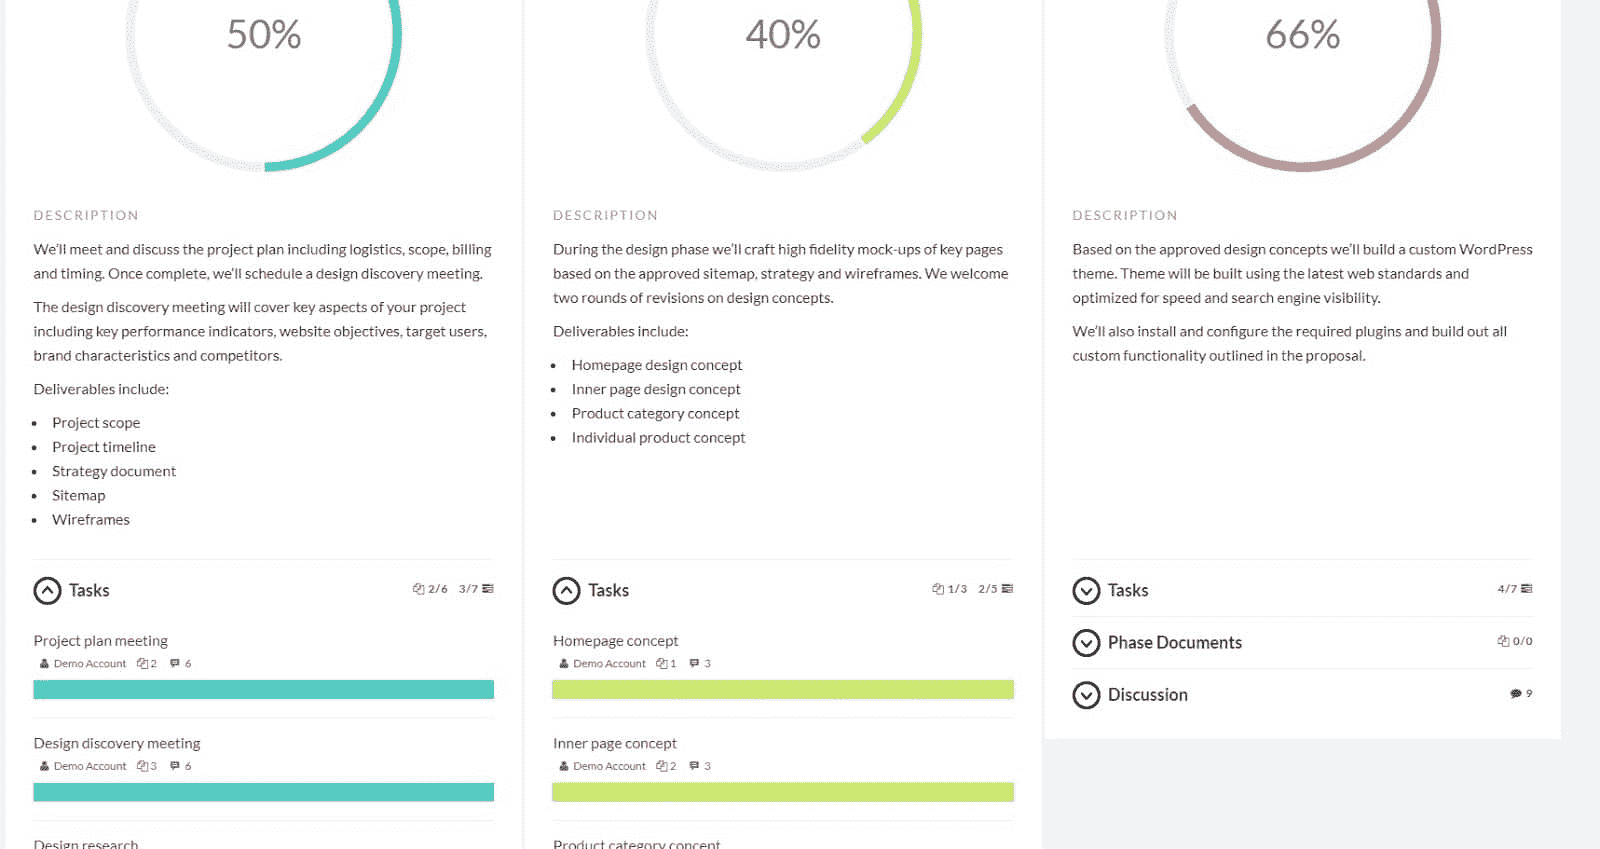 50%
DESCRIPTION
We'll meet and discuss the project plan including logistics, scope, billing
and timing. Once complete, we'll schedule a design discovery meeting.
The design discovery meeting will cover key aspects of your project
including key performance indicators, website objectives, target users,
brand characteristics and competitors.
Deliverables include:
• Project scope
• Project timeline
• Strategy document
• Sitemap
• Wireframes
Tasks 2/6 3/7
Project plan meeting
Demo Account 2 6
Design discovery meeting
Demo Account 3 6
Design research
40%
DESCRIPTION
During the design phase we'll craft high fidelity mock-ups of key pages
based on the approved sitemap, strategy and wireframes. We welcome
two rounds of revisions on design concepts.
Deliverables include:
• Homepage design concept
• Inner page design concept
• Product category concept
• Individual product concept
Tasks 1/3 2/5
Homepage concept
Demo Account 1 3
Inner page concept
Demo Account 2 3
Product category concept
66%
DESCRIPTION
Based on the approved design concepts we'll build a custom WordPress
theme. Theme will be built using the latest web standards and
optimized for speed and search engine visibility.
We'll also install and configure the required plugins and build out all
custom functionality outlined in the proposal.
Tasks 4/7
Phase Documents 0/0
Discussion 9